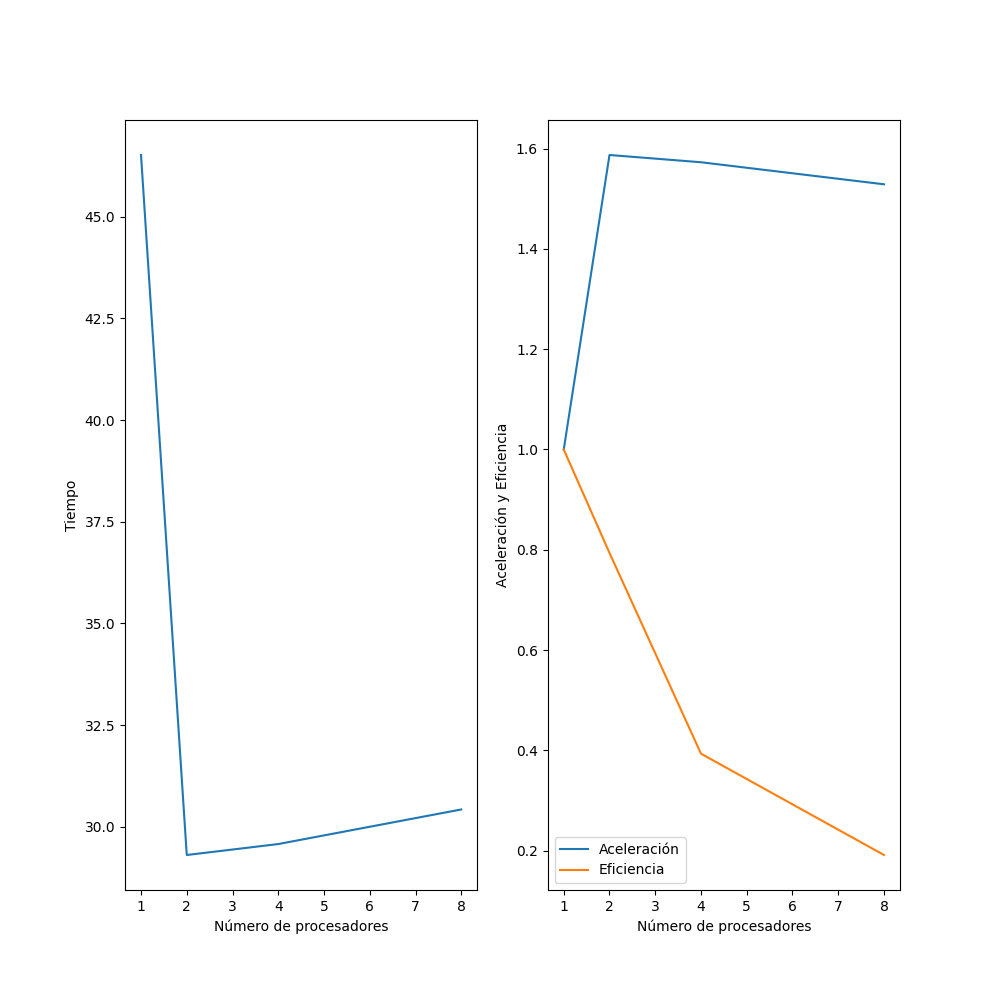 45.0
42.5
40.0
37.5
35.0
32.5
30.0
Tiempo
1 2 3 4 5 6 7 8
Número de procesadores
1.6
1.4
1.2
1.0
0.8
0.6
0.4
0.2
Aceleración y Eficiencia
Aceleración
Eficiencia
1 2 3 4 5 6 7 8
Número de procesadores